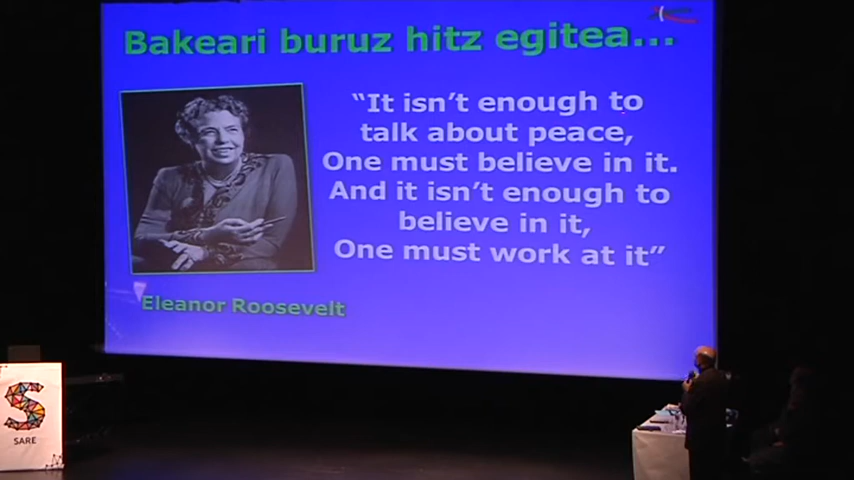 Bakeari buruz hitz egitea...
“It isn’t enough to
talk about peace,
One must believe in it.
And it isn’t enough to
believe in it,
One must work at it”
Eleanor Roosevelt
S
SARE